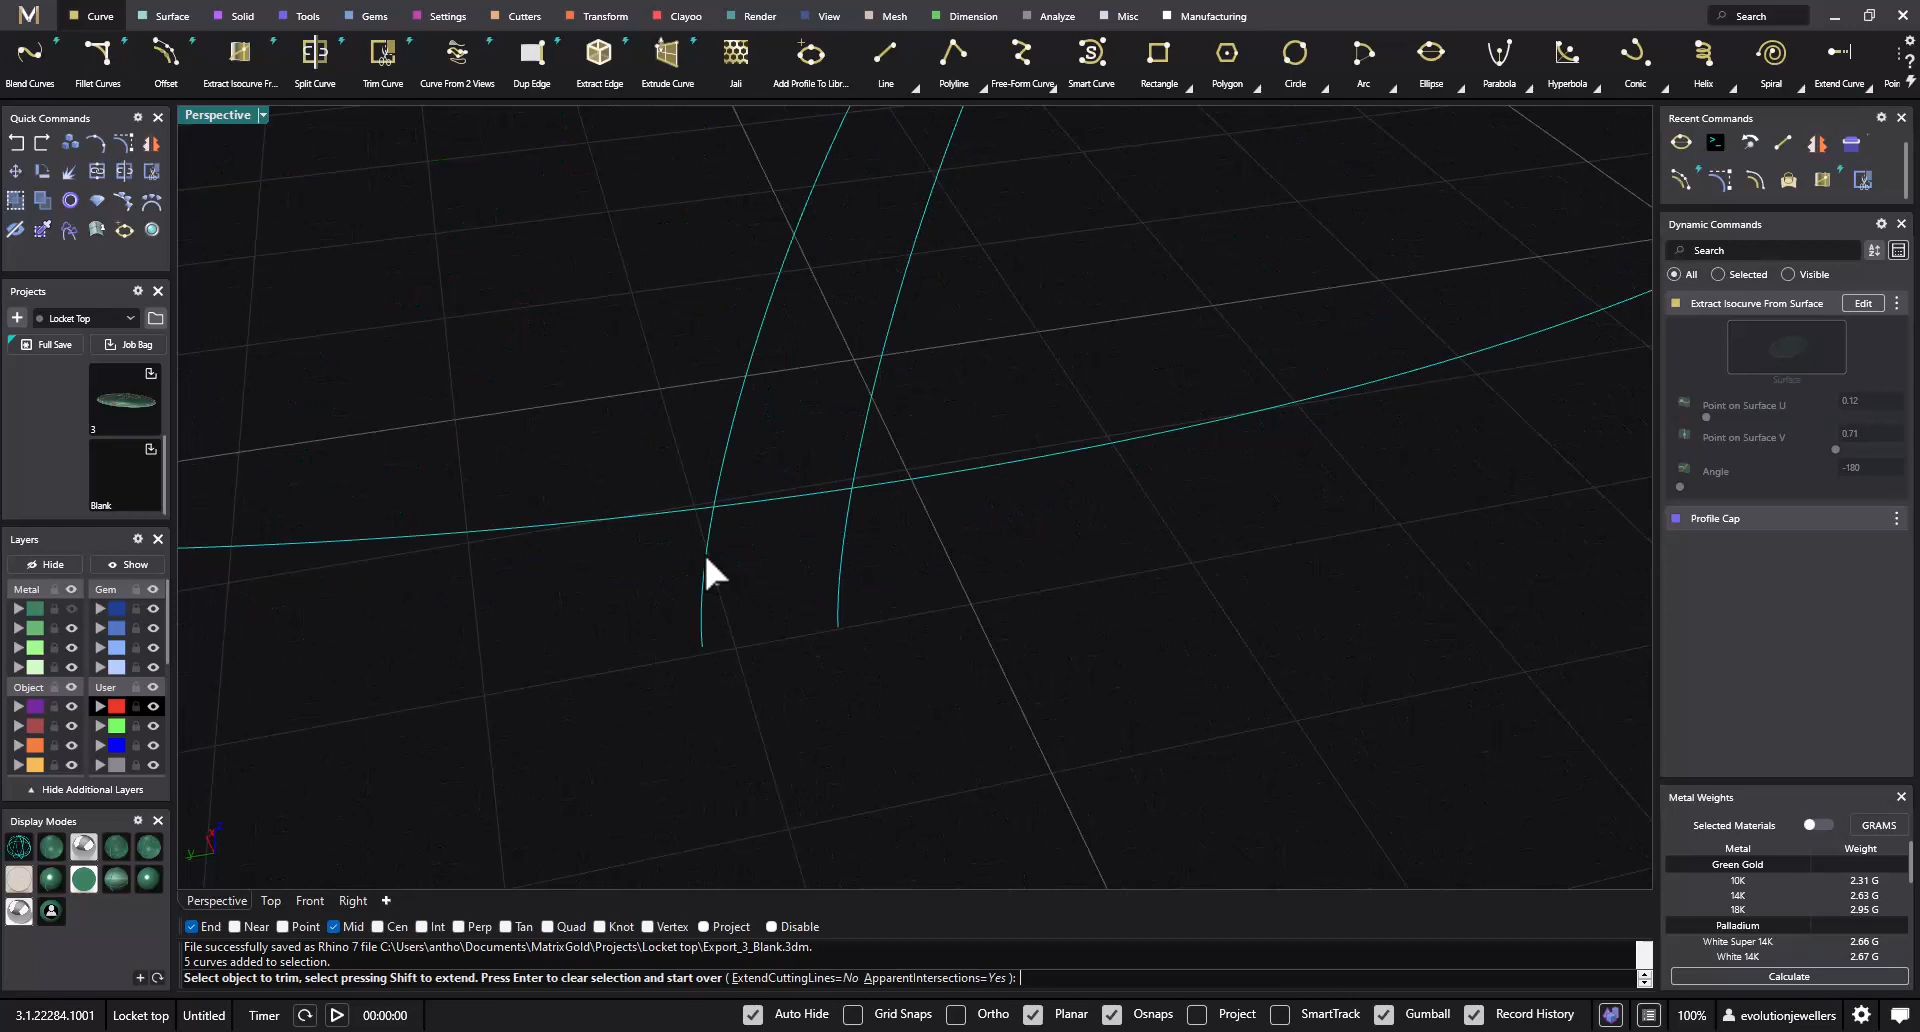 Curve Surface Solid Tools Gems Settings Cutters Transform Clayoo Render View Mesh Dimension Analyze Misc Manufacturing Search
Blend Curves Fillet Curves Offset Extract Isocurve Fr... Split Curve Trim Curve Curve From 2 Views Dup Edge Extract Edge Extrude Curve Jali Add Profile To Libr... Line Polyline Free-Form Curve Smart Curve Rectangle Polygon Circle Arc Ellipse Parabola Hyperbola Conic Helix Spiral Extend Curve Poin
Quick Commands
Projects
Locket Top
Full Save Job Bag
3
Blank
Layers
Hide Show
Metal Gem
Object User
Hide Additional Layers
Display Modes
Perspective
Recent Commands
Dynamic Commands
Search
All Selected Visible
Extract Isocurve From Surface Edit
Surface
Point on Surface U 0.12
Point on Surface V 0.71
Angle -180
Profile Cap
Metal Weights
Selected Materials GRAMS
Metal Weight
Green Gold
10K 2.31 G
14K 2.63 G
18K 2.95 G
Palladium
White Super 14K 2.66 G
White 14K 2.67 G
Calculate
Perspective Top Front Right
End Near Point Mid Cen Int Perp Tan Quad Knot Vertex Project Disable
File successfully saved as Rhino 7 file C:\Users\antho\Documents\MatrixGold\Projects\Locket top\Export_3_Blank.3dm.
5 curves added to selection.
Select object to trim, select pressing Shift to extend. Press Enter to clear selection and start over ( ExtendCuttingLines=No ApparentIntersections=Yes ):
3.1.22284.1001 Locket top Untitled Timer 00:00:00 Auto Hide Grid Snaps Ortho Planar Osnaps Project SmartTrack Gumball Record History 100% evolutionjewellers